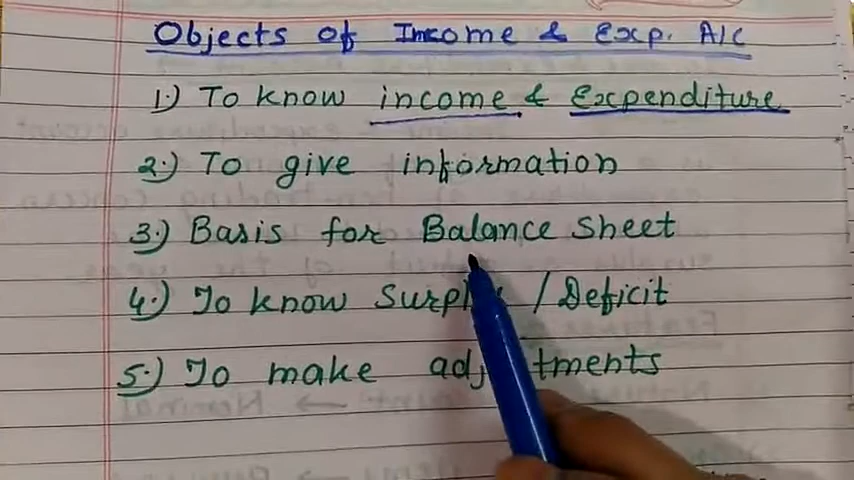 Objects of Income & Exp. A/C
1.) To know income & Expenditure
2.) To give information
3.) Basis for Balance Sheet
4.) To know / Deficit
5.) To make